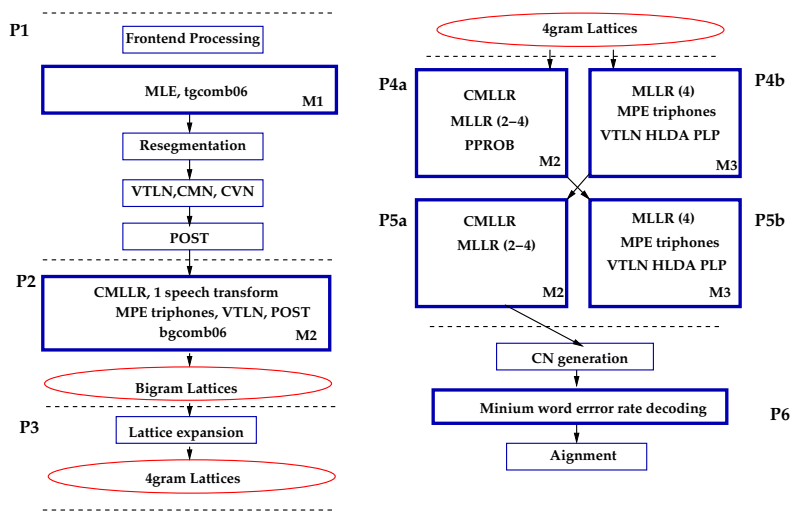 P1
Frontend Processing
MLE, tgcomb06
M1
Resegmentation
VTLN,CMN, CVN
POST
P2
CMLLR, 1 speech transform
MPE triphones, VTLN, POST
bgcomb06
M2
Bigram Lattices
P3
Lattice expansion
4gram Lattices
4gram Lattices
P4a
CMLLR
MLLR (2−4)
PPROB
M2
P4b
MLLR (4)
MPE triphones
VTLN HLDA PLP
M3
P5a
CMLLR
MLLR (2−4)
M2
P5b
MLLR (4)
MPE triphones
VTLN HLDA PLP
M3
CN generation
Minium word errror rate decoding
P6
Aignment